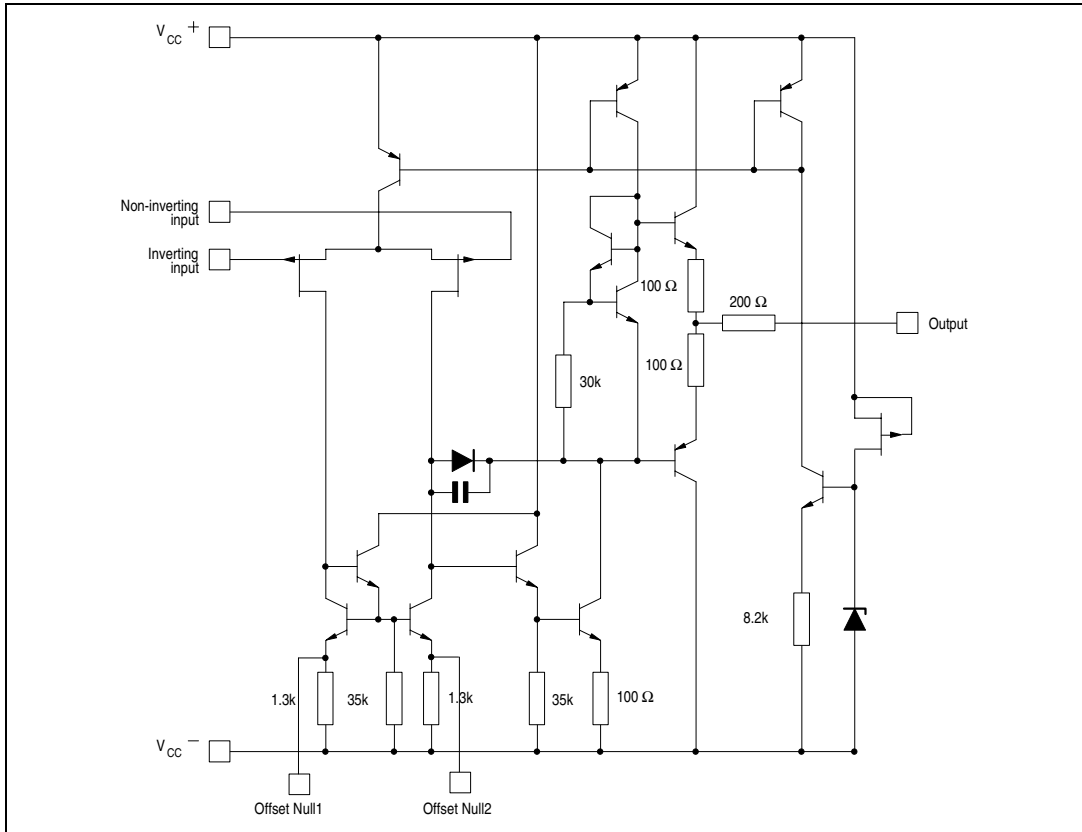 V CC +
Non-inverting
input
Inverting
input
100 Ω
200 Ω
Output
30k
100 Ω
8.2k
1.3k
35k
1.3k
35k
100 Ω
V CC –
Offset Null1
Offset Null2